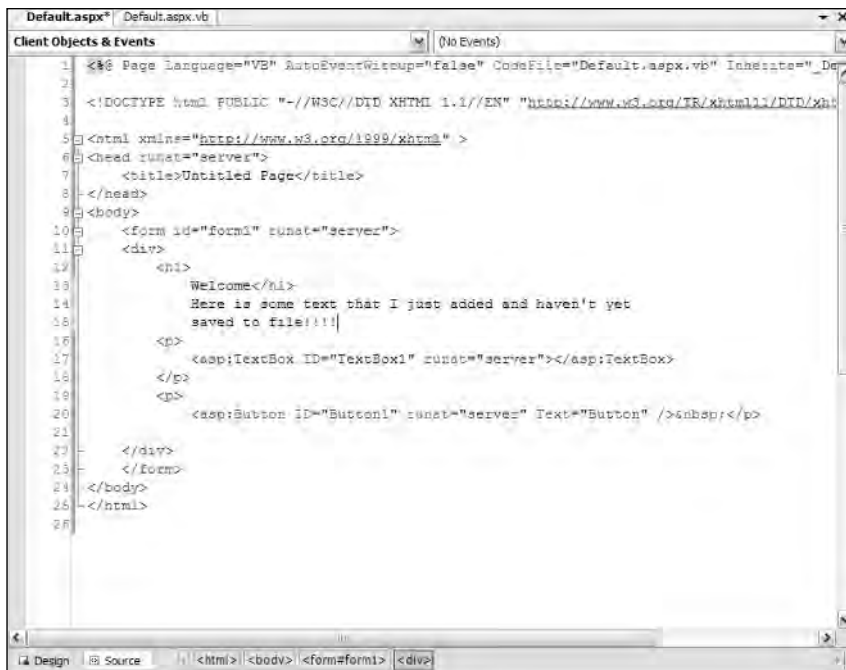 Default.aspx* Default.aspx.vb
Client Objects & Events (No Events)
1 <%@ Page Language="VB" AutoEventWireup="false" CodeFile="Default.aspx.vb" Inherits="_De
2
3 <!DOCTYPE html PUBLIC "-//W3C//DTD XHTML 1.1//EN" "http://www.w3.org/TR/xhtml11/DTD/xht
4
5 <html xmlns="http://www.w3.org/1999/xhtml" >
6 <head runat="server">
7 <title>Untitled Page</title>
8 </head>
9 <body>
10 <form id="form1" runat="server">
11 <div>
12 <h1>
13 Welcome</h1>
14 Here is some text that I just added and haven't yet
15 saved to file!!!!
16 <p>
17 <asp:TextBox ID="TextBox1" runat="server"></asp:TextBox>
18 </p>
19 <p>
20 <asp:Button ID="Button1" runat="server" Text="Button" />&nbsp;</p>
21
22 </div>
23 </form>
24 </body>
25 </html>
26
Design Source <html> <body> <form#form1> <div>